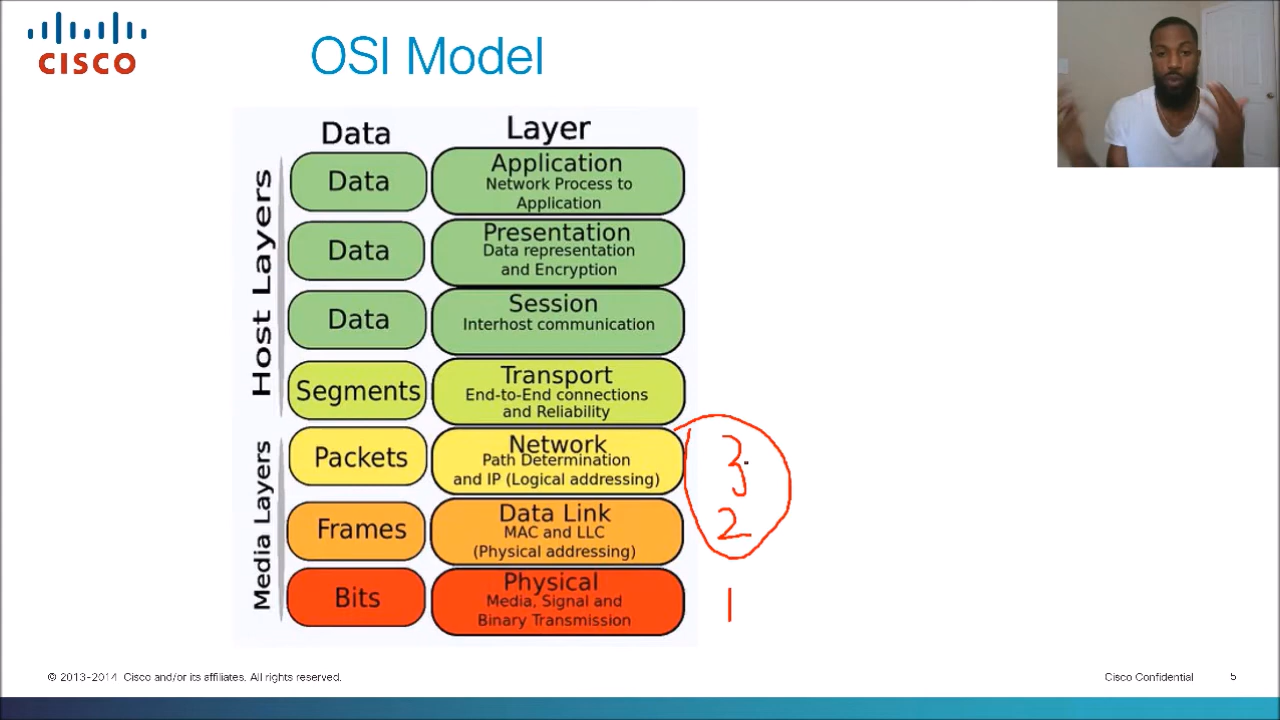 CISCO
OSI Model
Data
Layer
Host Layers
Data
Application
Network Process to
Application
Data
Presentation
Data representation
and Encryption
Data
Session
Interhost communication
Segments
Transport
End-to-End connections
and Reliability
Media Layers
Packets
Network
Path Determination
and IP (Logical addressing)
3
Frames
Data Link
MAC and LLC
(Physical addressing)
2
Bits
Physical
Media, Signal and
Binary Transmission
1
© 2013-2014 Cisco and/or its affiliates. All rights reserved.
Cisco Confidential
5